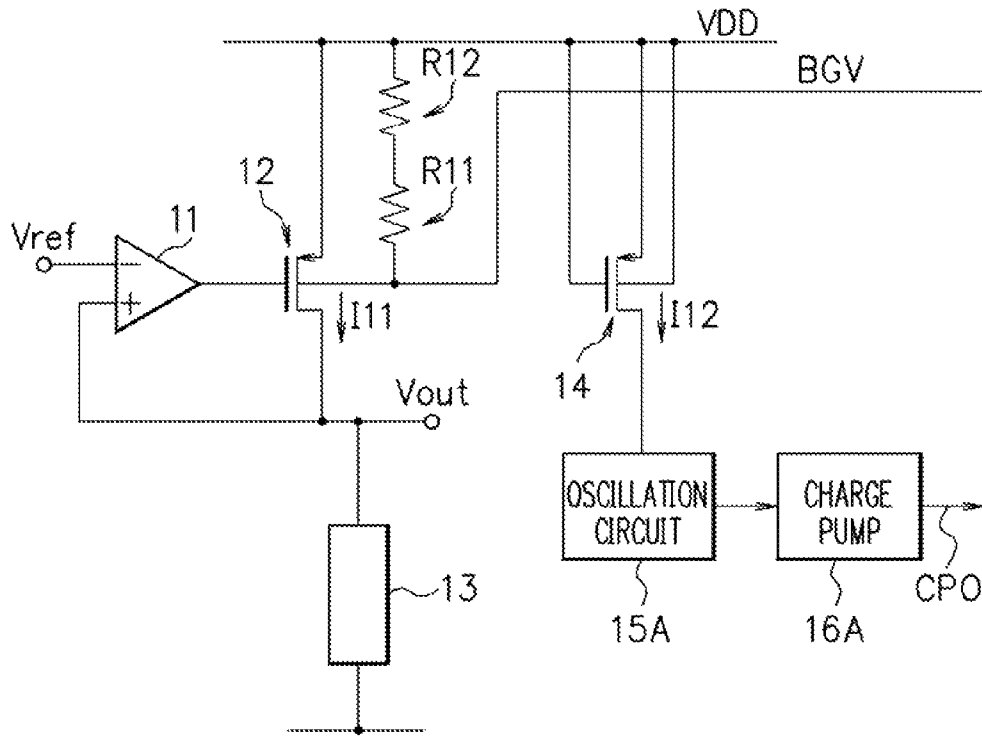 VDD
BGV
R12
R11
12
11
Vref
−
+
I11
I12
14
Vout
OSCILLATION
CIRCUIT
CHARGE
PUMP
13
15A
16A
CPO